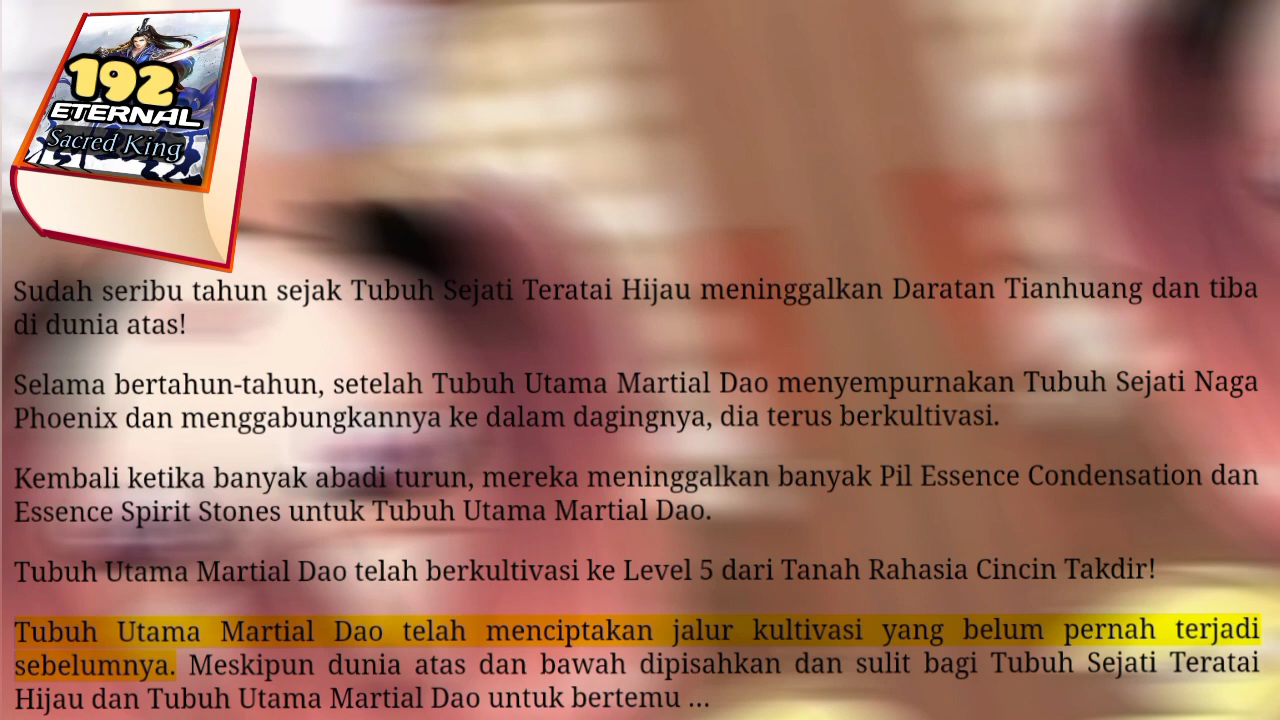 192
ETERNAL
Sacred King
Sudah seribu tahun sejak Tubuh Sejati Teratai Hijau meninggalkan Daratan Tianhuang dan tiba
di dunia atas!
Selama bertahun-tahun, setelah Tubuh Utama Martial Dao menyempurnakan Tubuh Sejati Naga
Phoenix dan menggabungkannya ke dalam dagingnya, dia terus berkultivasi.
Kembali ketika banyak abadi turun, mereka meninggalkan banyak Pil Essence Condensation dan
Essence Spirit Stones untuk Tubuh Utama Martial Dao.
Tubuh Utama Martial Dao telah berkultivasi ke Level 5 dari Tanah Rahasia Cincin Takdir!
Tubuh Utama Martial Dao telah menciptakan jalur kultivasi yang belum pernah terjadi
sebelumnya. Meskipun dunia atas dan bawah dipisahkan dan sulit bagi Tubuh Sejati Teratai
Hijau dan Tubuh Utama Martial Dao untuk bertemu ...